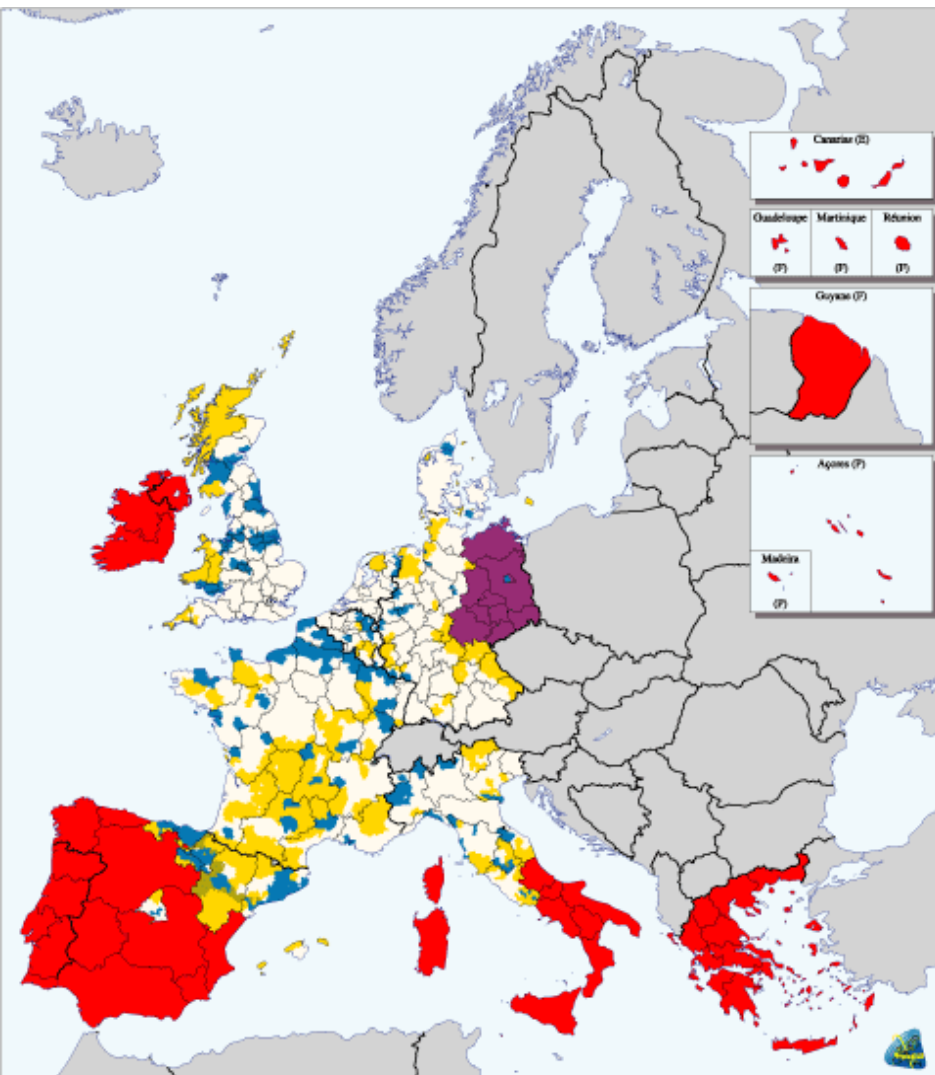 Canarias (E)
Guadeloupe
(F)
Martinique
(F)
Réunion
(F)
Guyane (F)
Açores (P)
Madeira
(P)